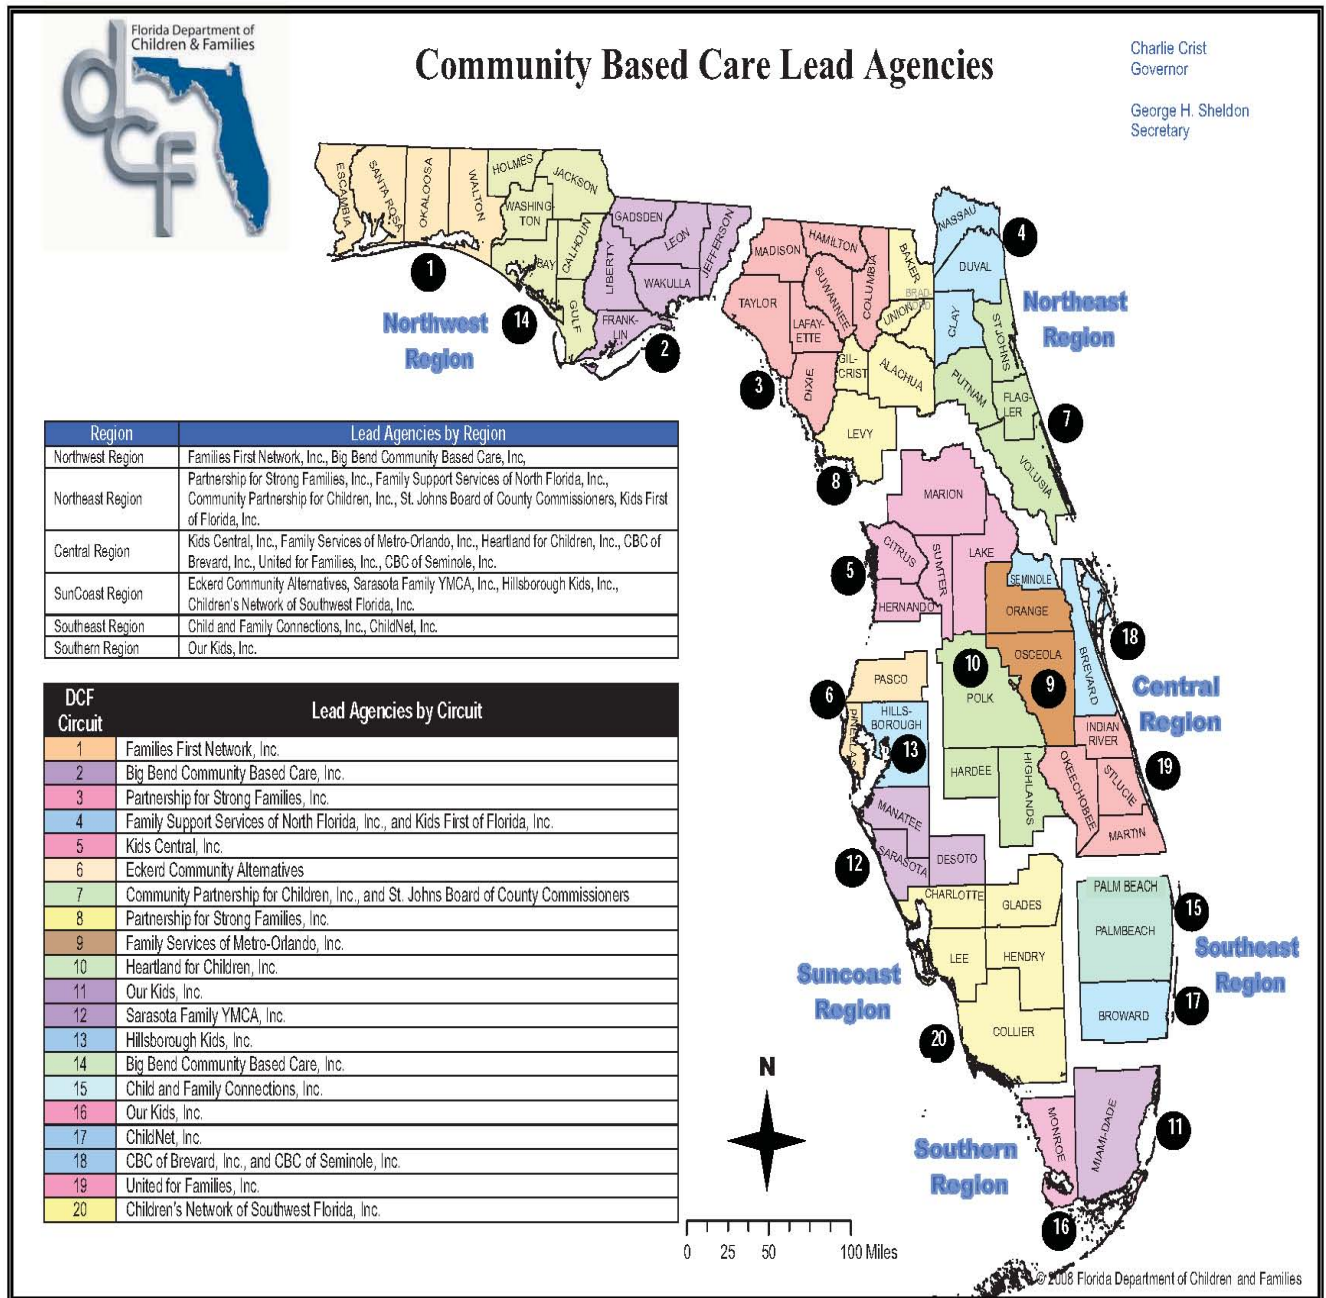 Florida Department of
Children & Families
dcf
Community Based Care Lead Agencies
Charlie Crist
Governor
George H. Sheldon
Secretary
ESCAMBIA
SANTA ROSA
OKALOOSA
WALTON
HOLMES
JACKSON
WASHING-
TON
BAY
CALHOUN
GULF
GADSDEN
LIBERTY
LEON
JEFFERSON
WAKULLA
FRANK-
LIN
1
14
2
Northwest
Region
MADISON
HAMILTON
TAYLOR
SUWANNEE
COLUMBIA
LAFAY-
ETTE
DIXIE
BAKER
BRAD-
FORD
UNION
GIL-
CRIST
ALACHUA
LEVY
NASSAU
DUVAL
CLAY
ST JOHNS
PUTNAM
FLAG-
LER
VOLUSIA
3
8
4
7
Northeast
Region
Region
Lead Agencies by Region
Northwest Region
Families First Network, Inc., Big Bend Community Based Care, Inc,
Northeast Region
Partnership for Strong Families, Inc., Family Support Services of North Florida, Inc.,
Community Partnership for Children, Inc., St. Johns Board of County Commissioners, Kids First
of Florida, Inc.
Central Region
Kids Central, Inc., Family Services of Metro-Orlando, Inc., Heartland for Children, Inc., CBC of
Brevard, Inc., United for Families, Inc., CBC of Seminole, Inc.
SunCoast Region
Eckerd Community Alternatives, Sarasota Family YMCA, Inc., Hillsborough Kids, Inc.,
Children's Network of Southwest Florida, Inc.
Southeast Region
Child and Family Connections, Inc., ChildNet, Inc.
Southern Region
Our Kids, Inc.
MARION
CITRUS
SUMTER
LAKE
HERNANDO
SEMINOLE
ORANGE
OSCEOLA
BREVARD
5
10
9
18
POLK
HARDEE
HIGHLANDS
INDIAN
RIVER
OKEECHOBEE
ST LUCIE
MARTIN
19
Central
Region
PASCO
PINELLAS
HILLS-
BOROUGH
6
13
MANATEE
SARASOTA
DESOTO
12
CHARLOTTE
GLADES
LEE
HENDRY
COLLIER
20
Suncoast
Region
PALM BEACH
PALMBEACH
BROWARD
15
17
Southeast
Region
MONROE
MIAMI-DADE
11
16
Southern
Region
DCF
Circuit
Lead Agencies by Circuit
1 Families First Network, Inc.
2 Big Bend Community Based Care, Inc.
3 Partnership for Strong Families, Inc.
4 Family Support Services of North Florida, Inc., and Kids First of Florida, Inc.
5 Kids Central, Inc.
6 Eckerd Community Alternatives
7 Community Partnership for Children, Inc., and St. Johns Board of County Commissioners
8 Partnership for Strong Families, Inc.
9 Family Services of Metro-Orlando, Inc.
10 Heartland for Children, Inc.
11 Our Kids, Inc.
12 Sarasota Family YMCA, Inc.
13 Hillsborough Kids, Inc.
14 Big Bend Community Based Care, Inc.
15 Child and Family Connections, Inc.
16 Our Kids, Inc.
17 ChildNet, Inc.
18 CBC of Brevard, Inc., and CBC of Seminole, Inc.
19 United for Families, Inc.
20 Children's Network of Southwest Florida, Inc.
N
0 25 50 100 Miles
© 2008 Florida Department of Children and Families